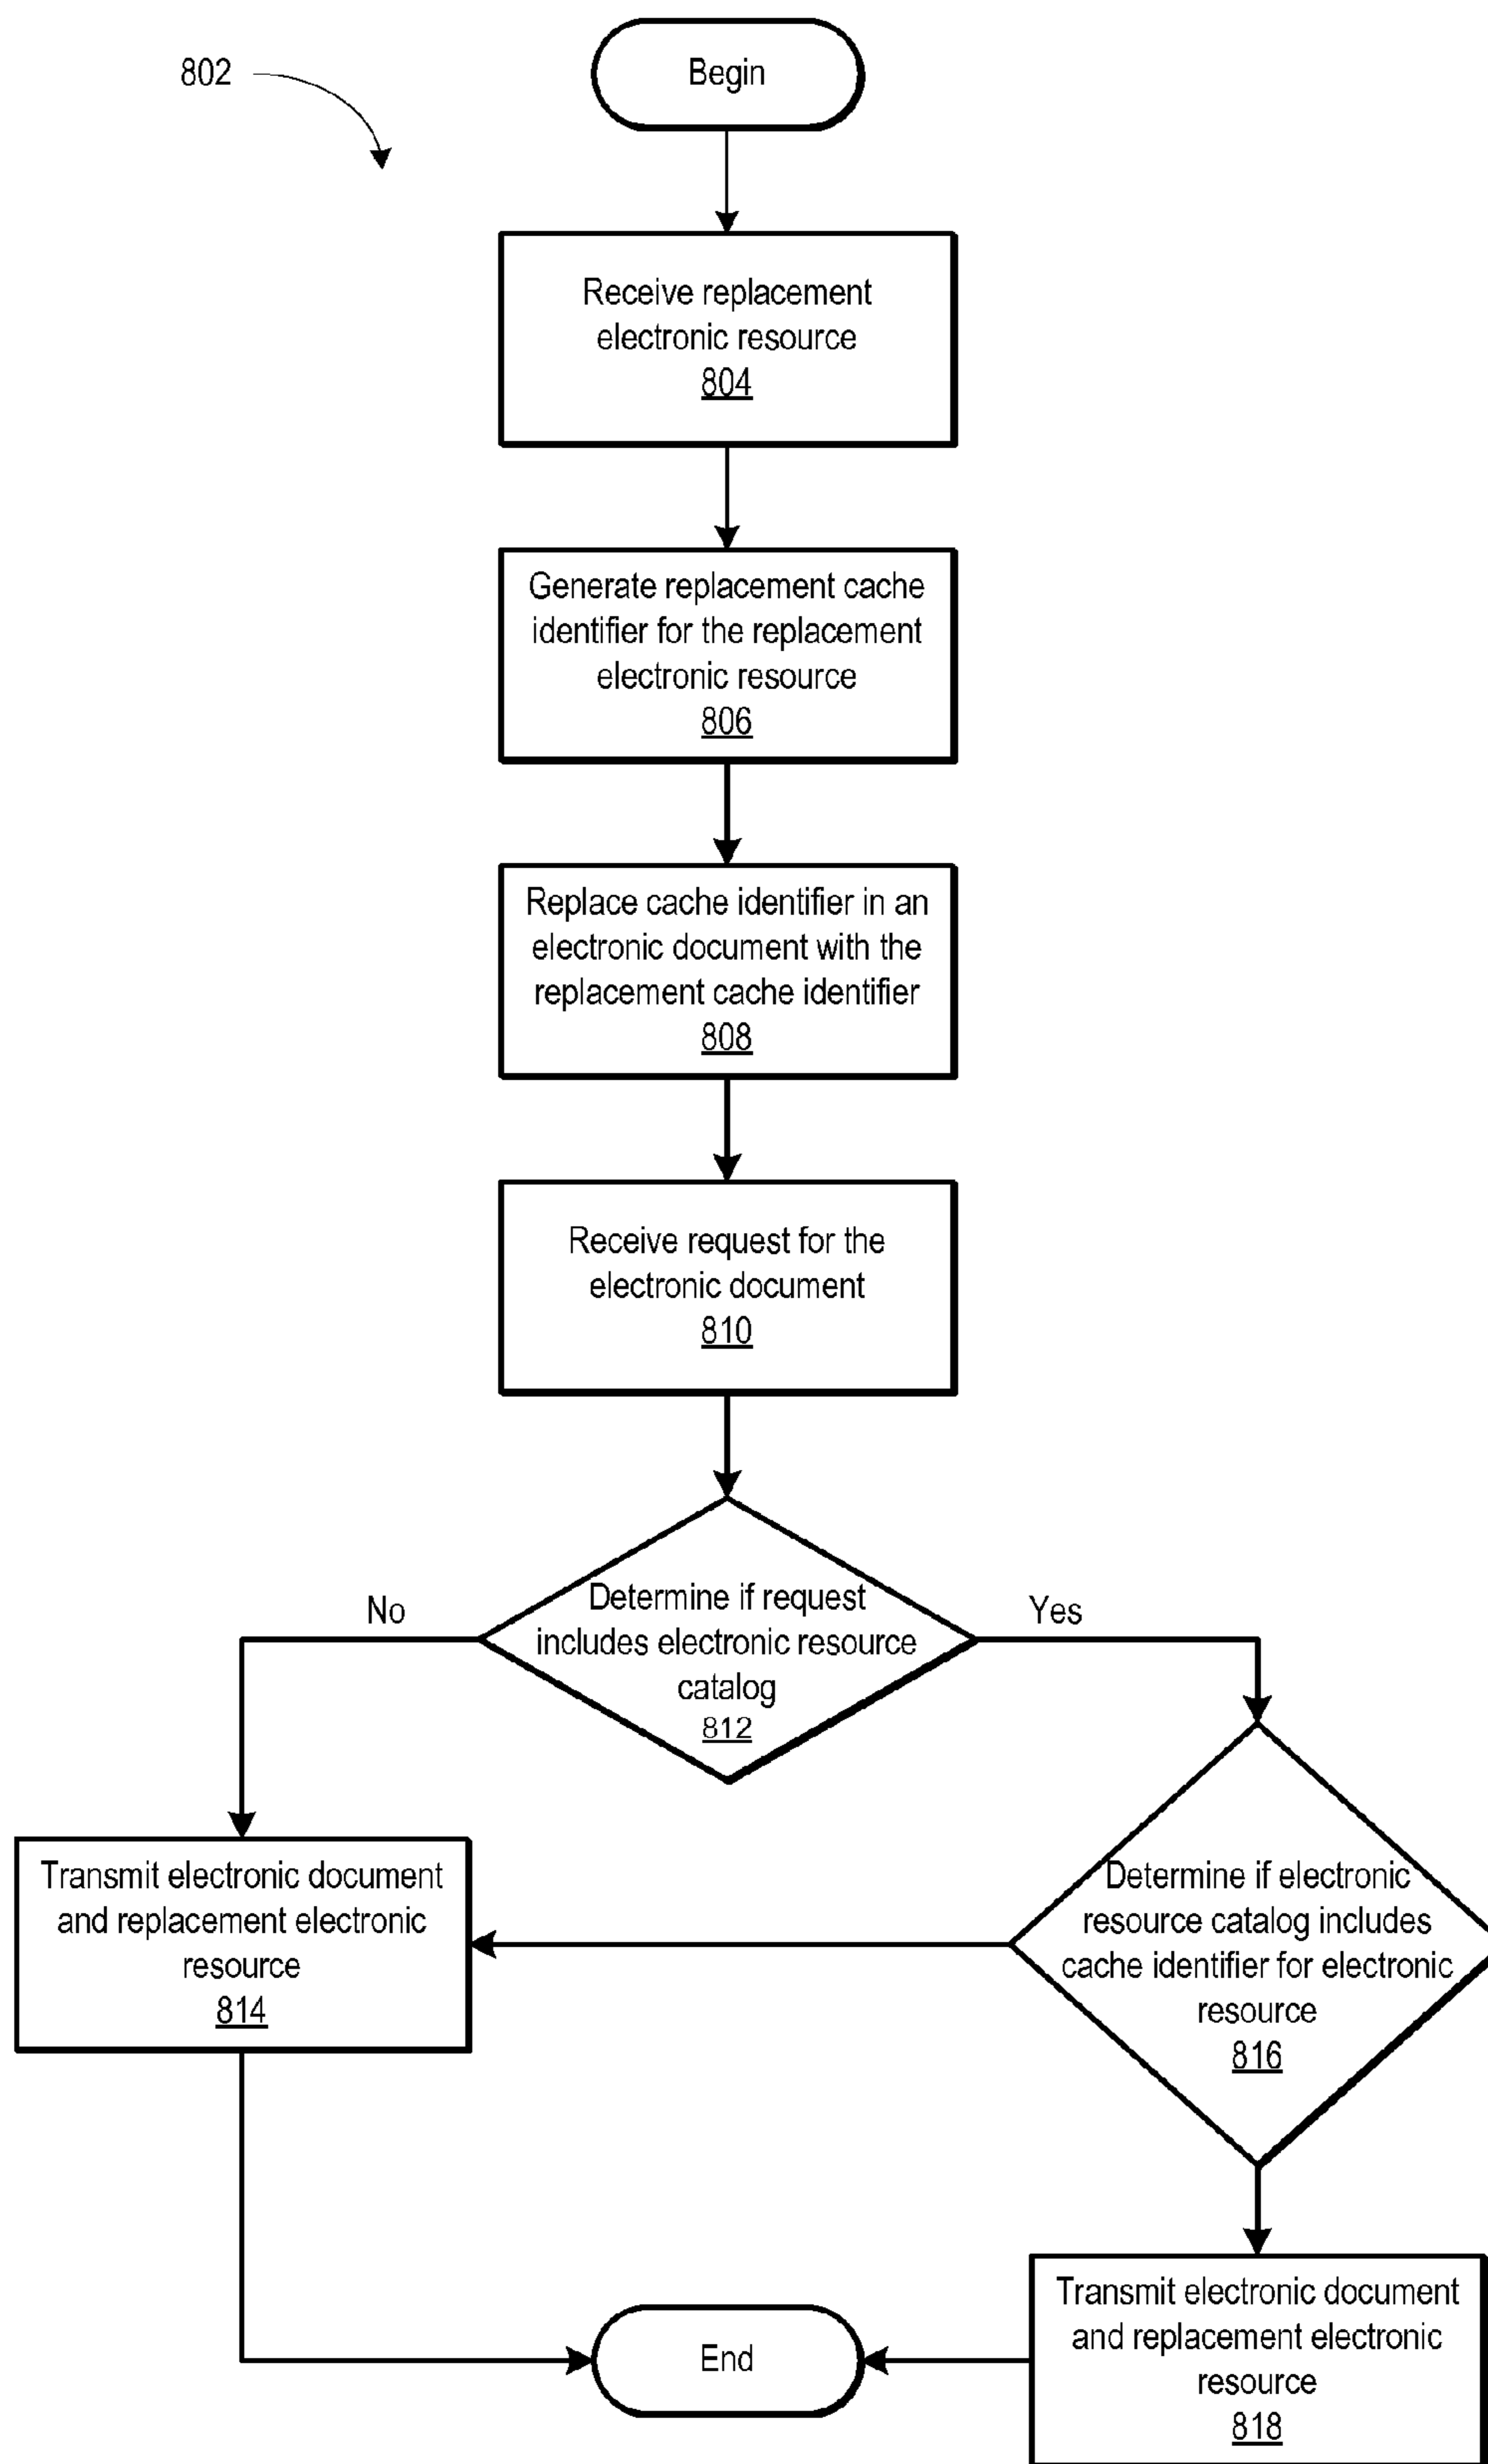 802
Begin
Receive replacement
electronic resource
804
Generate replacement cache
identifier for the replacement
electronic resource
806
Replace cache identifier in an
electronic document with the
replacement cache identifier
808
Receive request for the
electronic document
810
No
Yes
Determine if request
includes electronic resource
catalog
812
Transmit electronic document
and replacement electronic
resource
814
Determine if electronic
resource catalog includes
cache identifier for electronic
resource
816
Transmit electronic document
and replacement electronic
resource
818
End